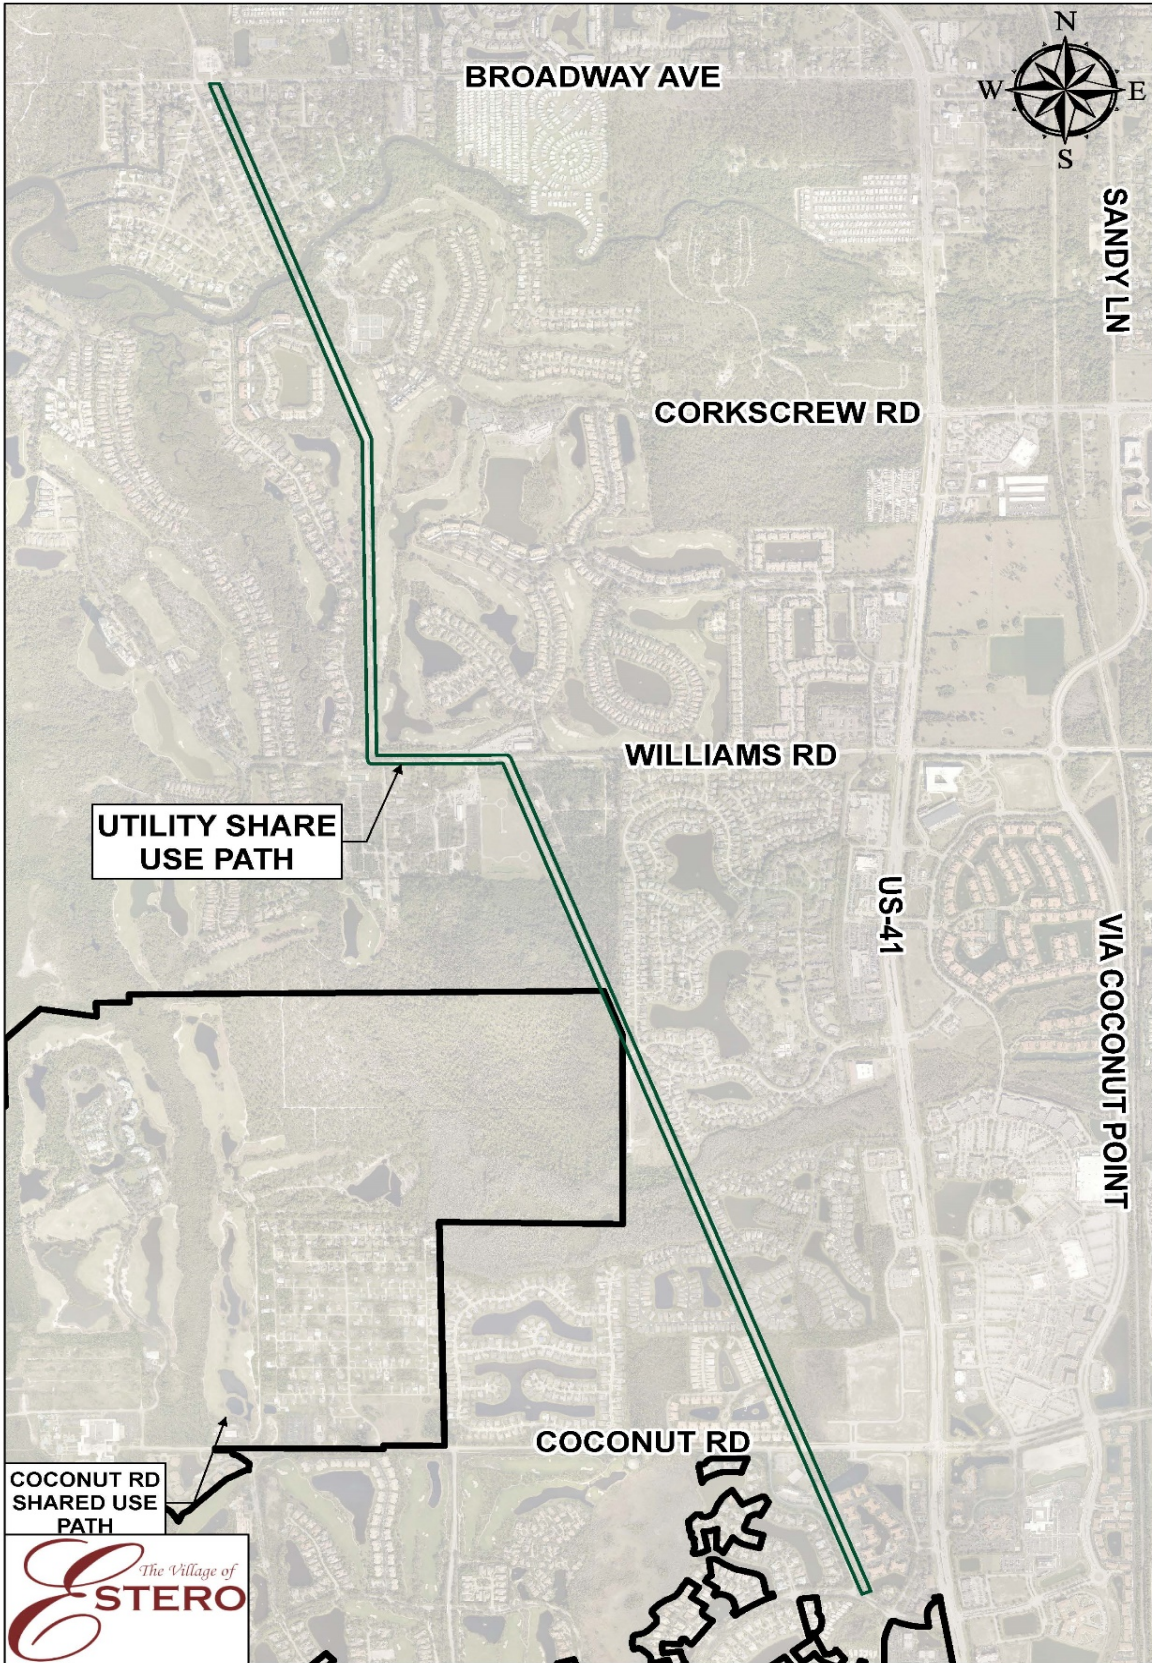 BROADWAY AVE
N
W
E
S
SANDY LN
CORKSCREW RD
WILLIAMS RD
UTILITY SHARE
USE PATH
US-41
VIA COCONUT POINT
COCONUT RD
COCONUT RD
SHARED USE
PATH
The Village of
ESTERO